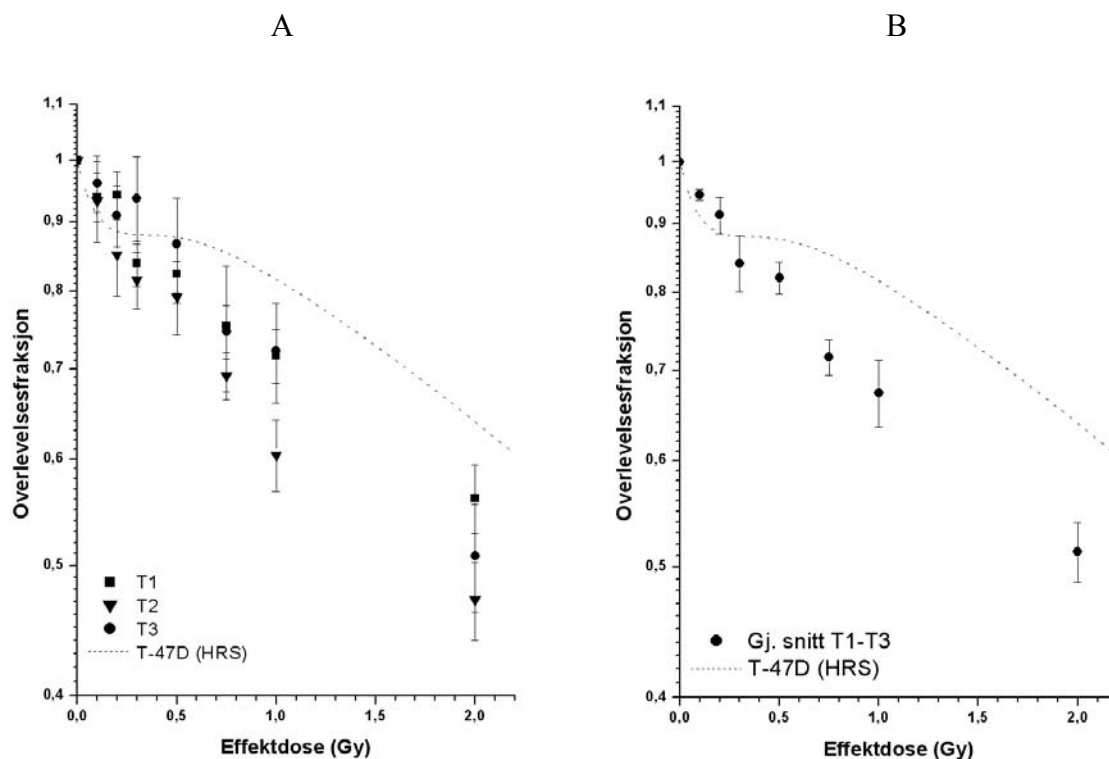 A
B
1,1
1
0,9
0,8
0,7
0,6
0,5
0,4
Overlevelsesfraksjon
T1
T2
T3
T-47D (HRS)
0,0
0,5
1,0
1,5
2,0
Effektdose (Gy)
1,1
1
0,9
0,8
0,7
0,6
0,5
0,4
Overlevelsesfraksjon
Gj. snitt T1-T3
T-47D (HRS)
0,0
0,5
1,0
1,5
2,0
Effektdose (Gy)